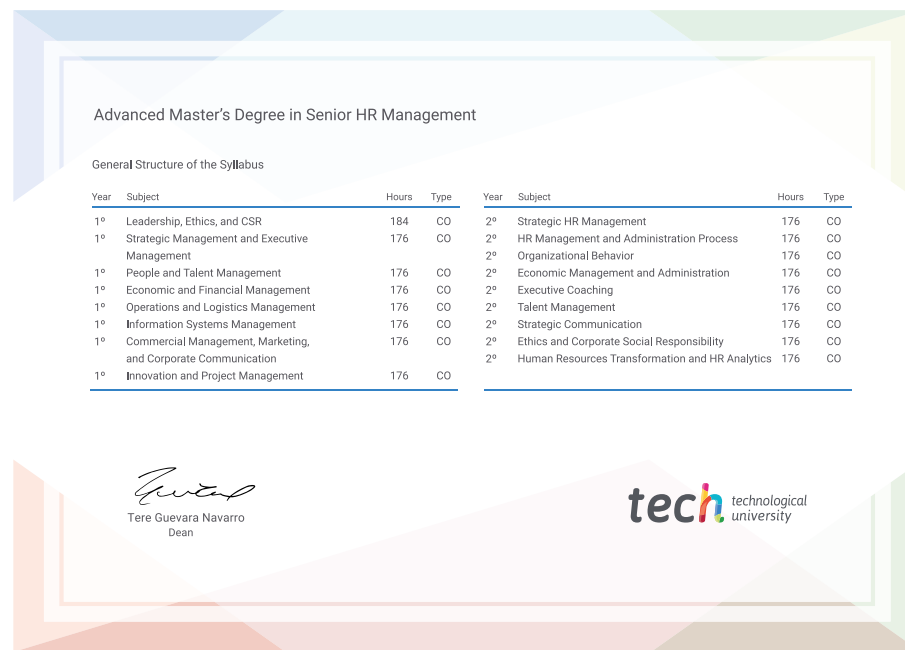 Advanced Master's Degree in Senior HR Management
General Structure of the Syllabus
Year Subject Hours Type
1º Leadership, Ethics, and CSR 184 CO
1º Strategic Management and Executive 176 CO
Management
1º People and Talent Management 176 CO
1º Economic and Financial Management 176 CO
1º Operations and Logistics Management 176 CO
1º Information Systems Management 176 CO
1º Commercial Management, Marketing, 176 CO
and Corporate Communication
1º Innovation and Project Management 176 CO
Year Subject Hours Type
2º Strategic HR Management 176 CO
2º HR Management and Administration Process 176 CO
2º Organizational Behavior 176 CO
2º Economic Management and Administration 176 CO
2º Executive Coaching 176 CO
2º Talent Management 176 CO
2º Strategic Communication 176 CO
2º Ethics and Corporate Social Responsibility 176 CO
2º Human Resources Transformation and HR Analytics 176 CO
Tere Guevara Navarro
Dean
tech technological
university